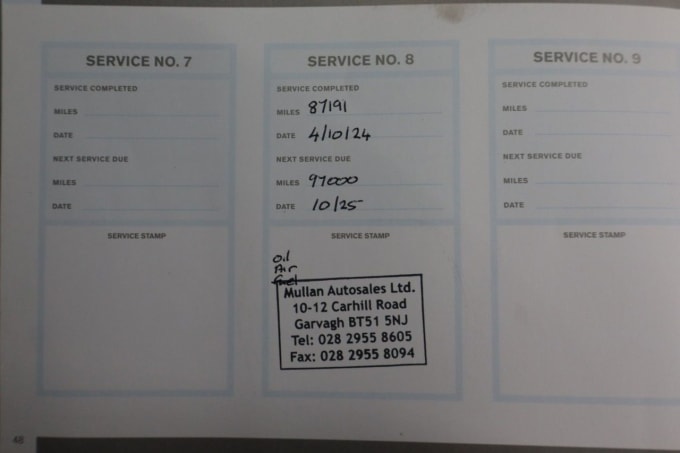 SERVICE NO. 7
SERVICE COMPLETED
MILES
DATE
NEXT SERVICE DUE
MILES
DATE
SERVICE STAMP
SERVICE NO. 8
SERVICE COMPLETED
MILES 87191
DATE 4/10/24
NEXT SERVICE DUE
MILES 97000
DATE 10/25
SERVICE STAMP
Oil
Air
Fuel
Mullan Autosales Ltd.
10-12 Carhill Road
Garvagh BT51 5NJ
Tel: 028 2955 8605
Fax: 028 2955 8094
SERVICE NO. 9
SERVICE COMPLETED
MILES
DATE
NEXT SERVICE DUE
MILES
DATE
SERVICE STAMP
48